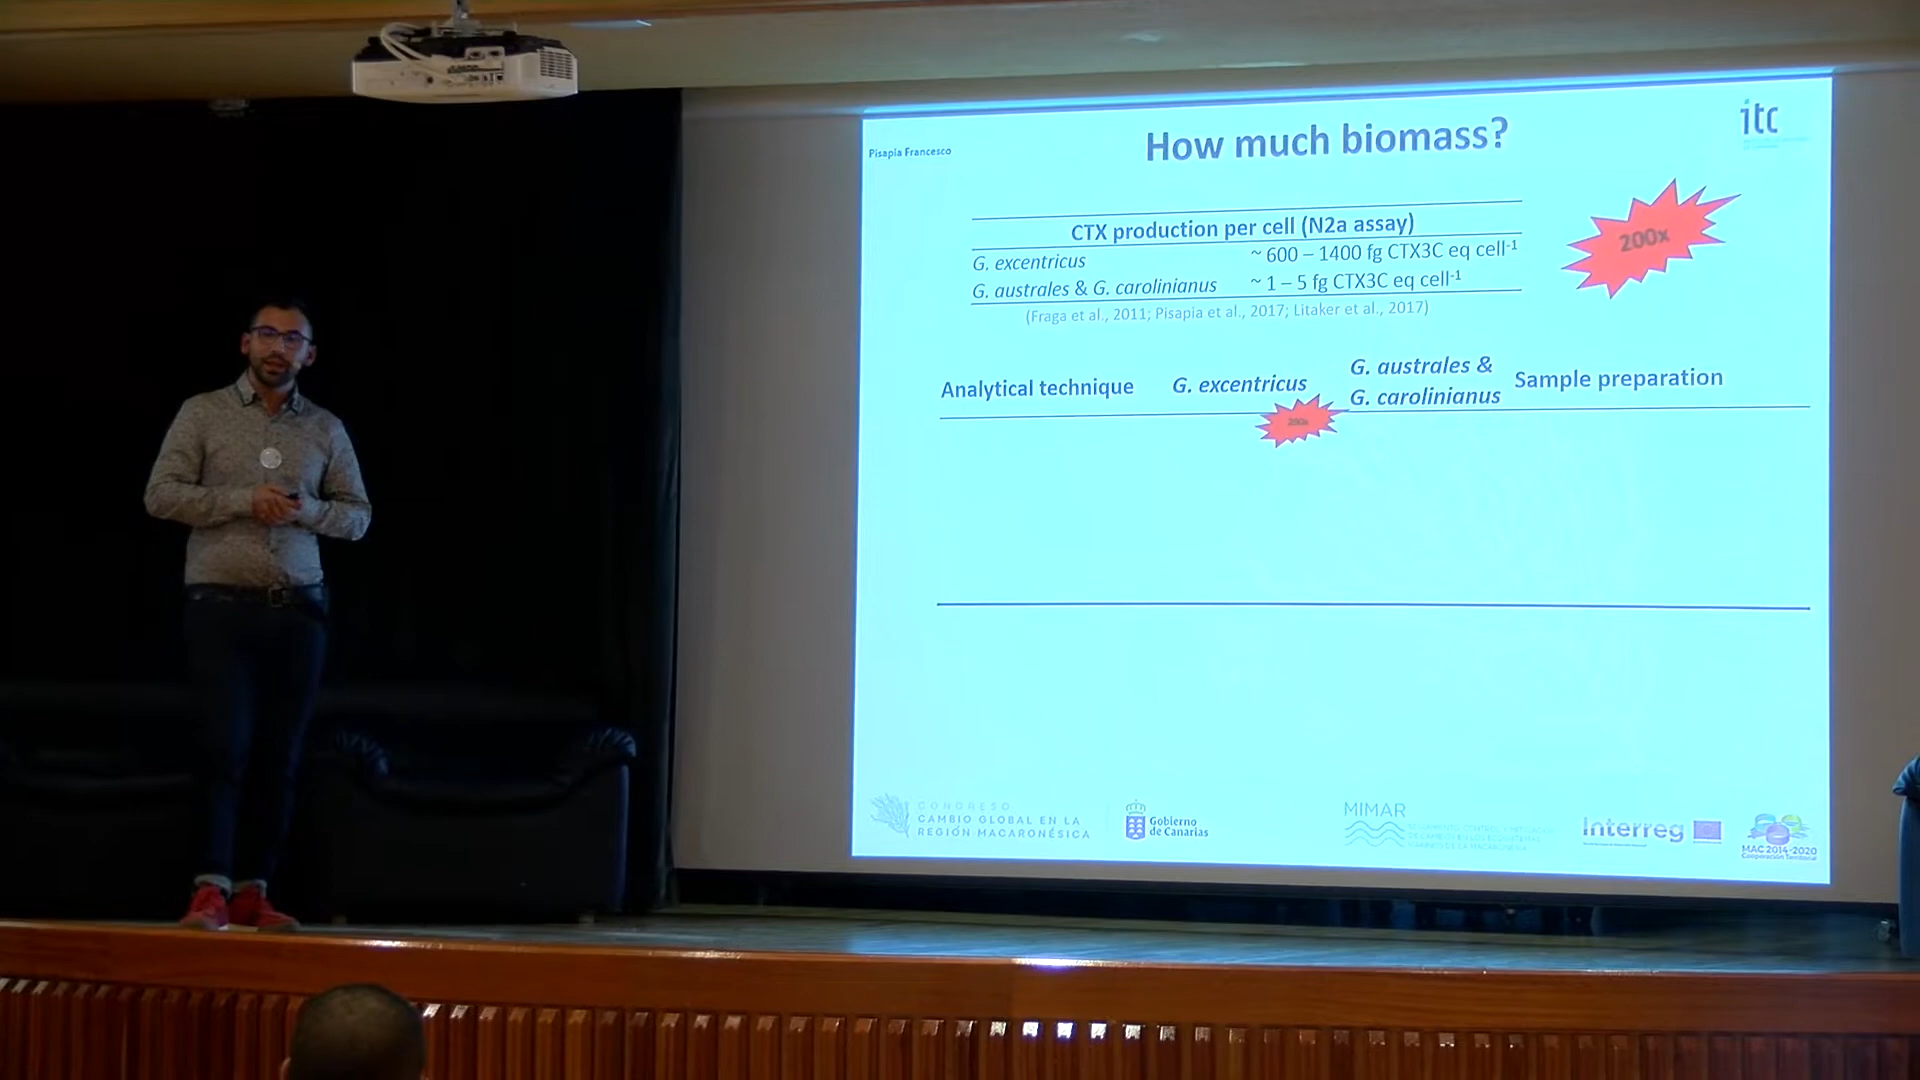 Pisapia Francesco
How much biomass?
itc
CTX production per cell (N2a assay)
G. excentricus ~ 600 – 1400 fg CTX3C eq cell⁻¹
G. australes & G. carolinianus ~ 1 – 5 fg CTX3C eq cell⁻¹
(Fraga et al., 2011; Pisapia et al., 2017; Litaker et al., 2017)
200x
Analytical technique G. excentricus G. australes & G. carolinianus Sample preparation
CONGRESO
CAMBIO GLOBAL EN LA
REGIÓN MACARONÉSICA
Gobierno
de Canarias
MIMAR
Interreg
MAC 2014-2020
Cooperación Territorial